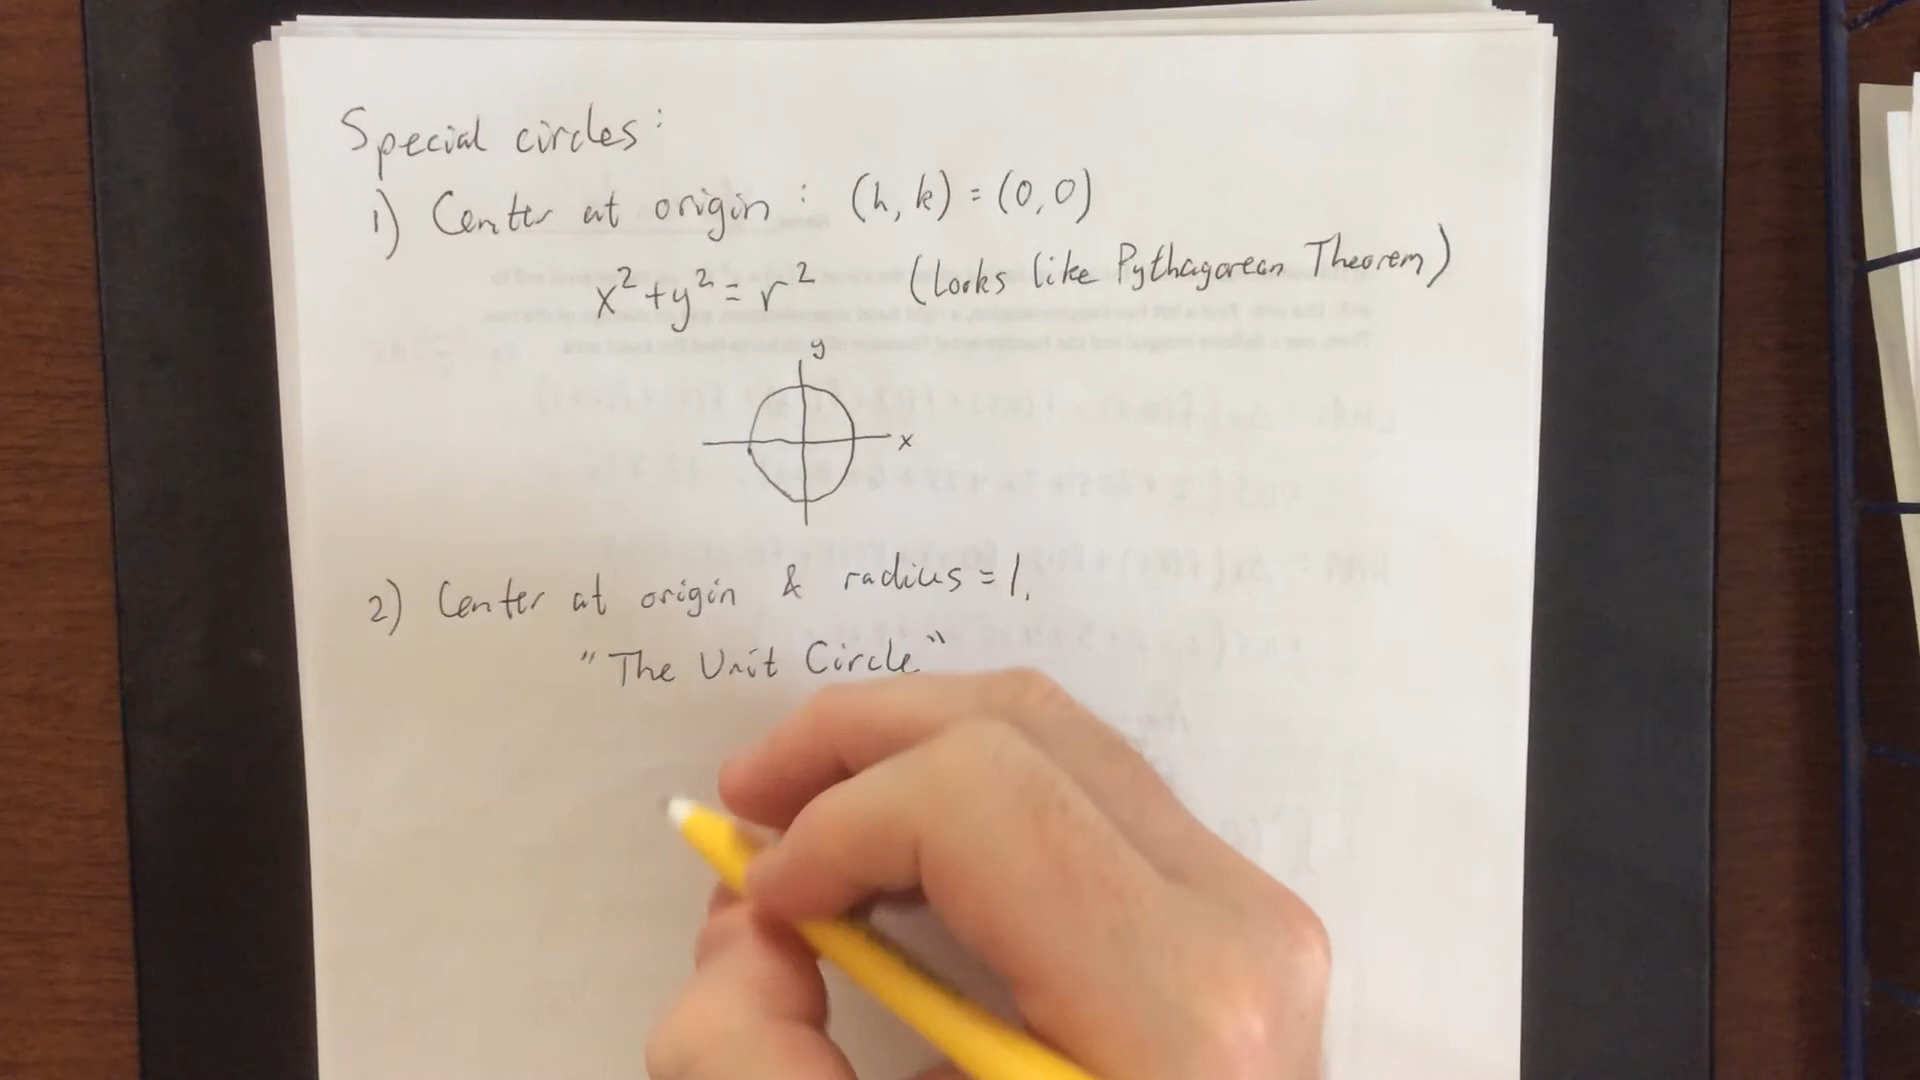 Special circles:
1) Center at origin: (h, k) = (0, 0)
x² + y² = r² (looks like Pythagorean Theorem)
y
x
2) Center at origin & radius = 1.
"The Unit Circle"